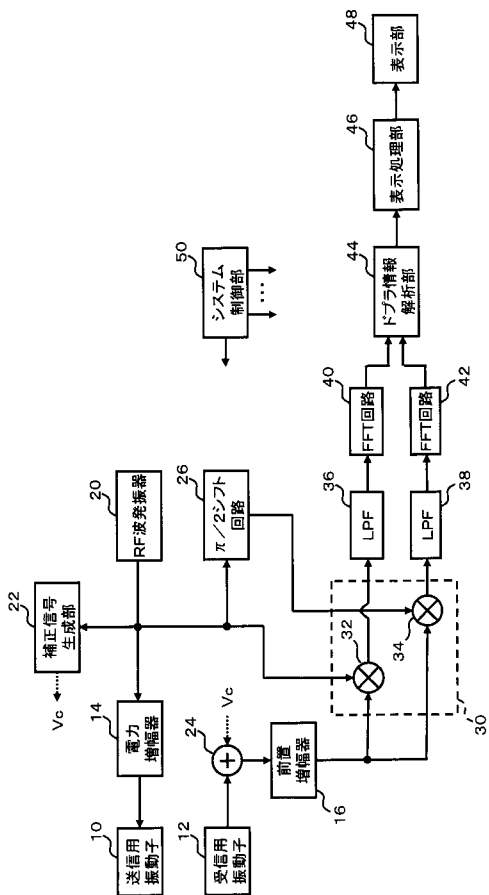 10
送信用
振動子
14
電力
増幅器
22
補正信号
生成部
Vc
20
RF波発振器
12
受信用
振動子
24
+
Vc
16
前置
増幅器
26
π/2シフト
回路
30
32
34
36
LPF
38
LPF
40
FFT回路
42
FFT回路
44
ドプラ情報
解析部
46
表示処理部
48
表示部
50
システム
制御部
…